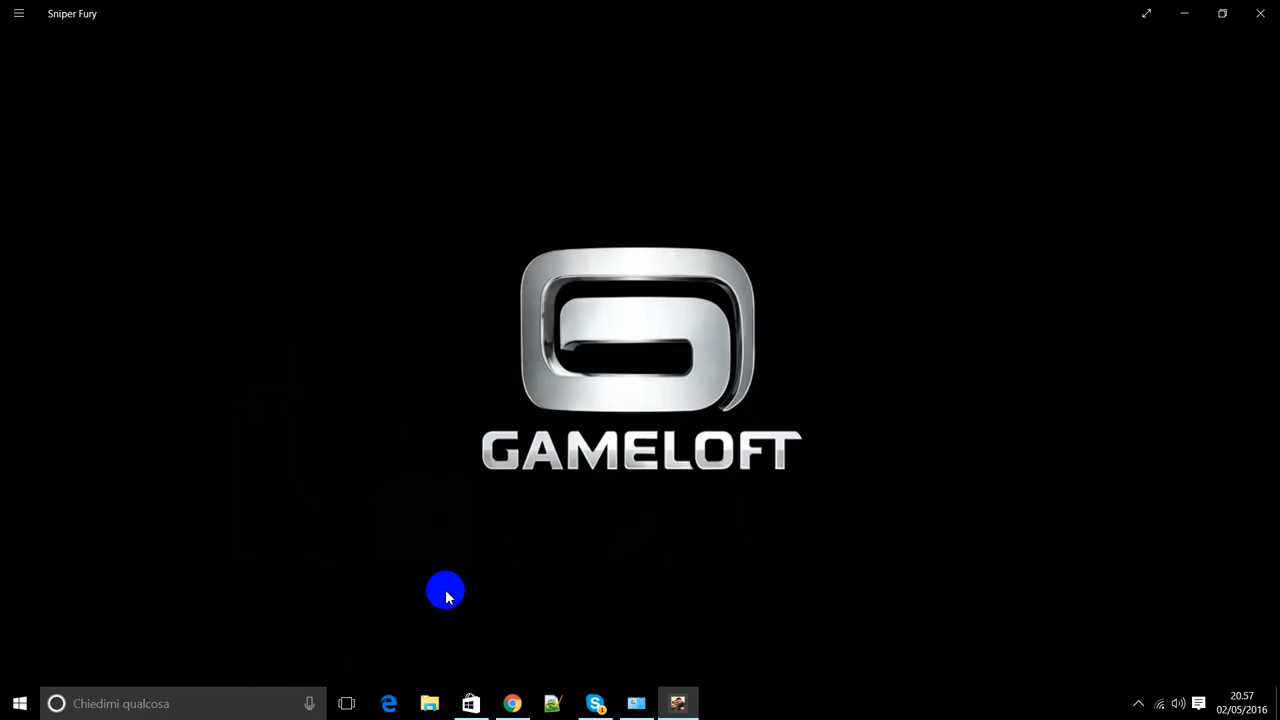 Sniper Fury
GAMELOFT
Chiedimi qualcosa
20.57
02/05/2016